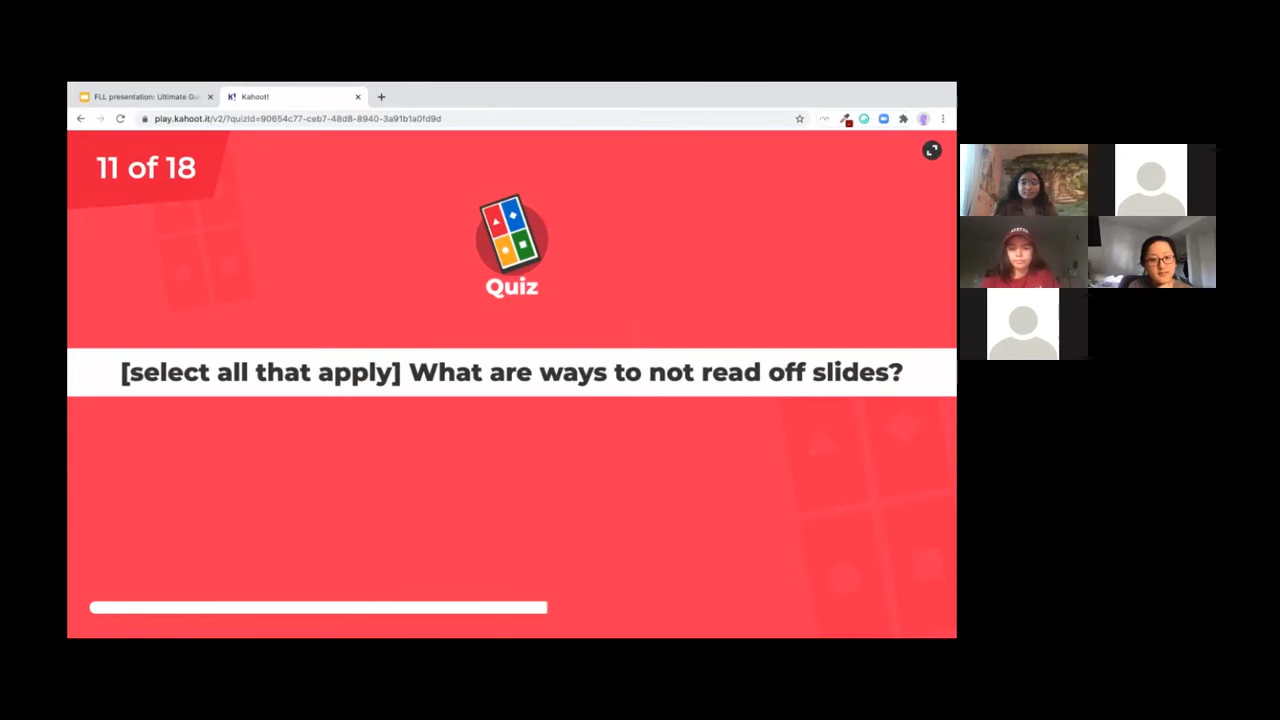 FLL presentation: Ultimate Gu
K! Kahoot!
play.kahoot.it/v2/?quizId=90654c77-ceb7-48d8-8940-3a91b1a0fd9d
11 of 18
Quiz
[select all that apply] What are ways to not read off slides?